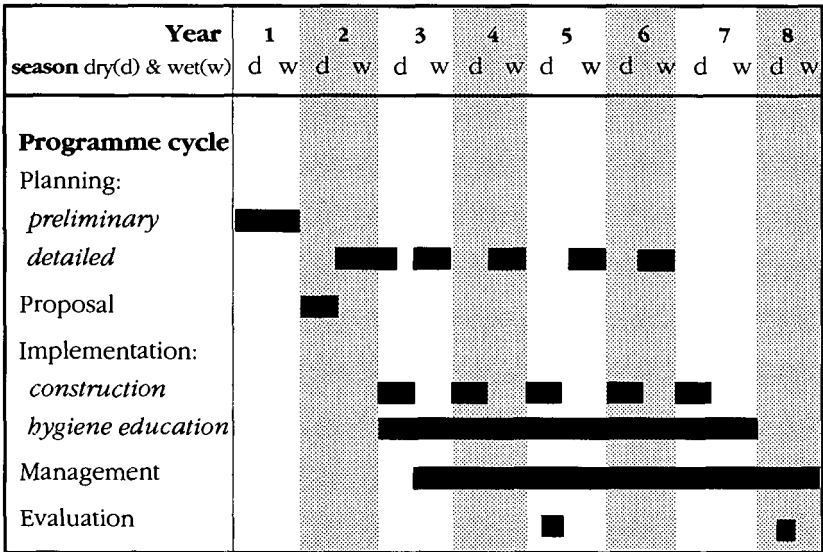 Year 1 2 3 4 5 6 7 8
season dry(d) & wet(w) d w d w d w d w d w d w d w d w
Programme cycle
Planning:
preliminary
detailed
Proposal
Implementation:
construction
hygiene education
Management
Evaluation